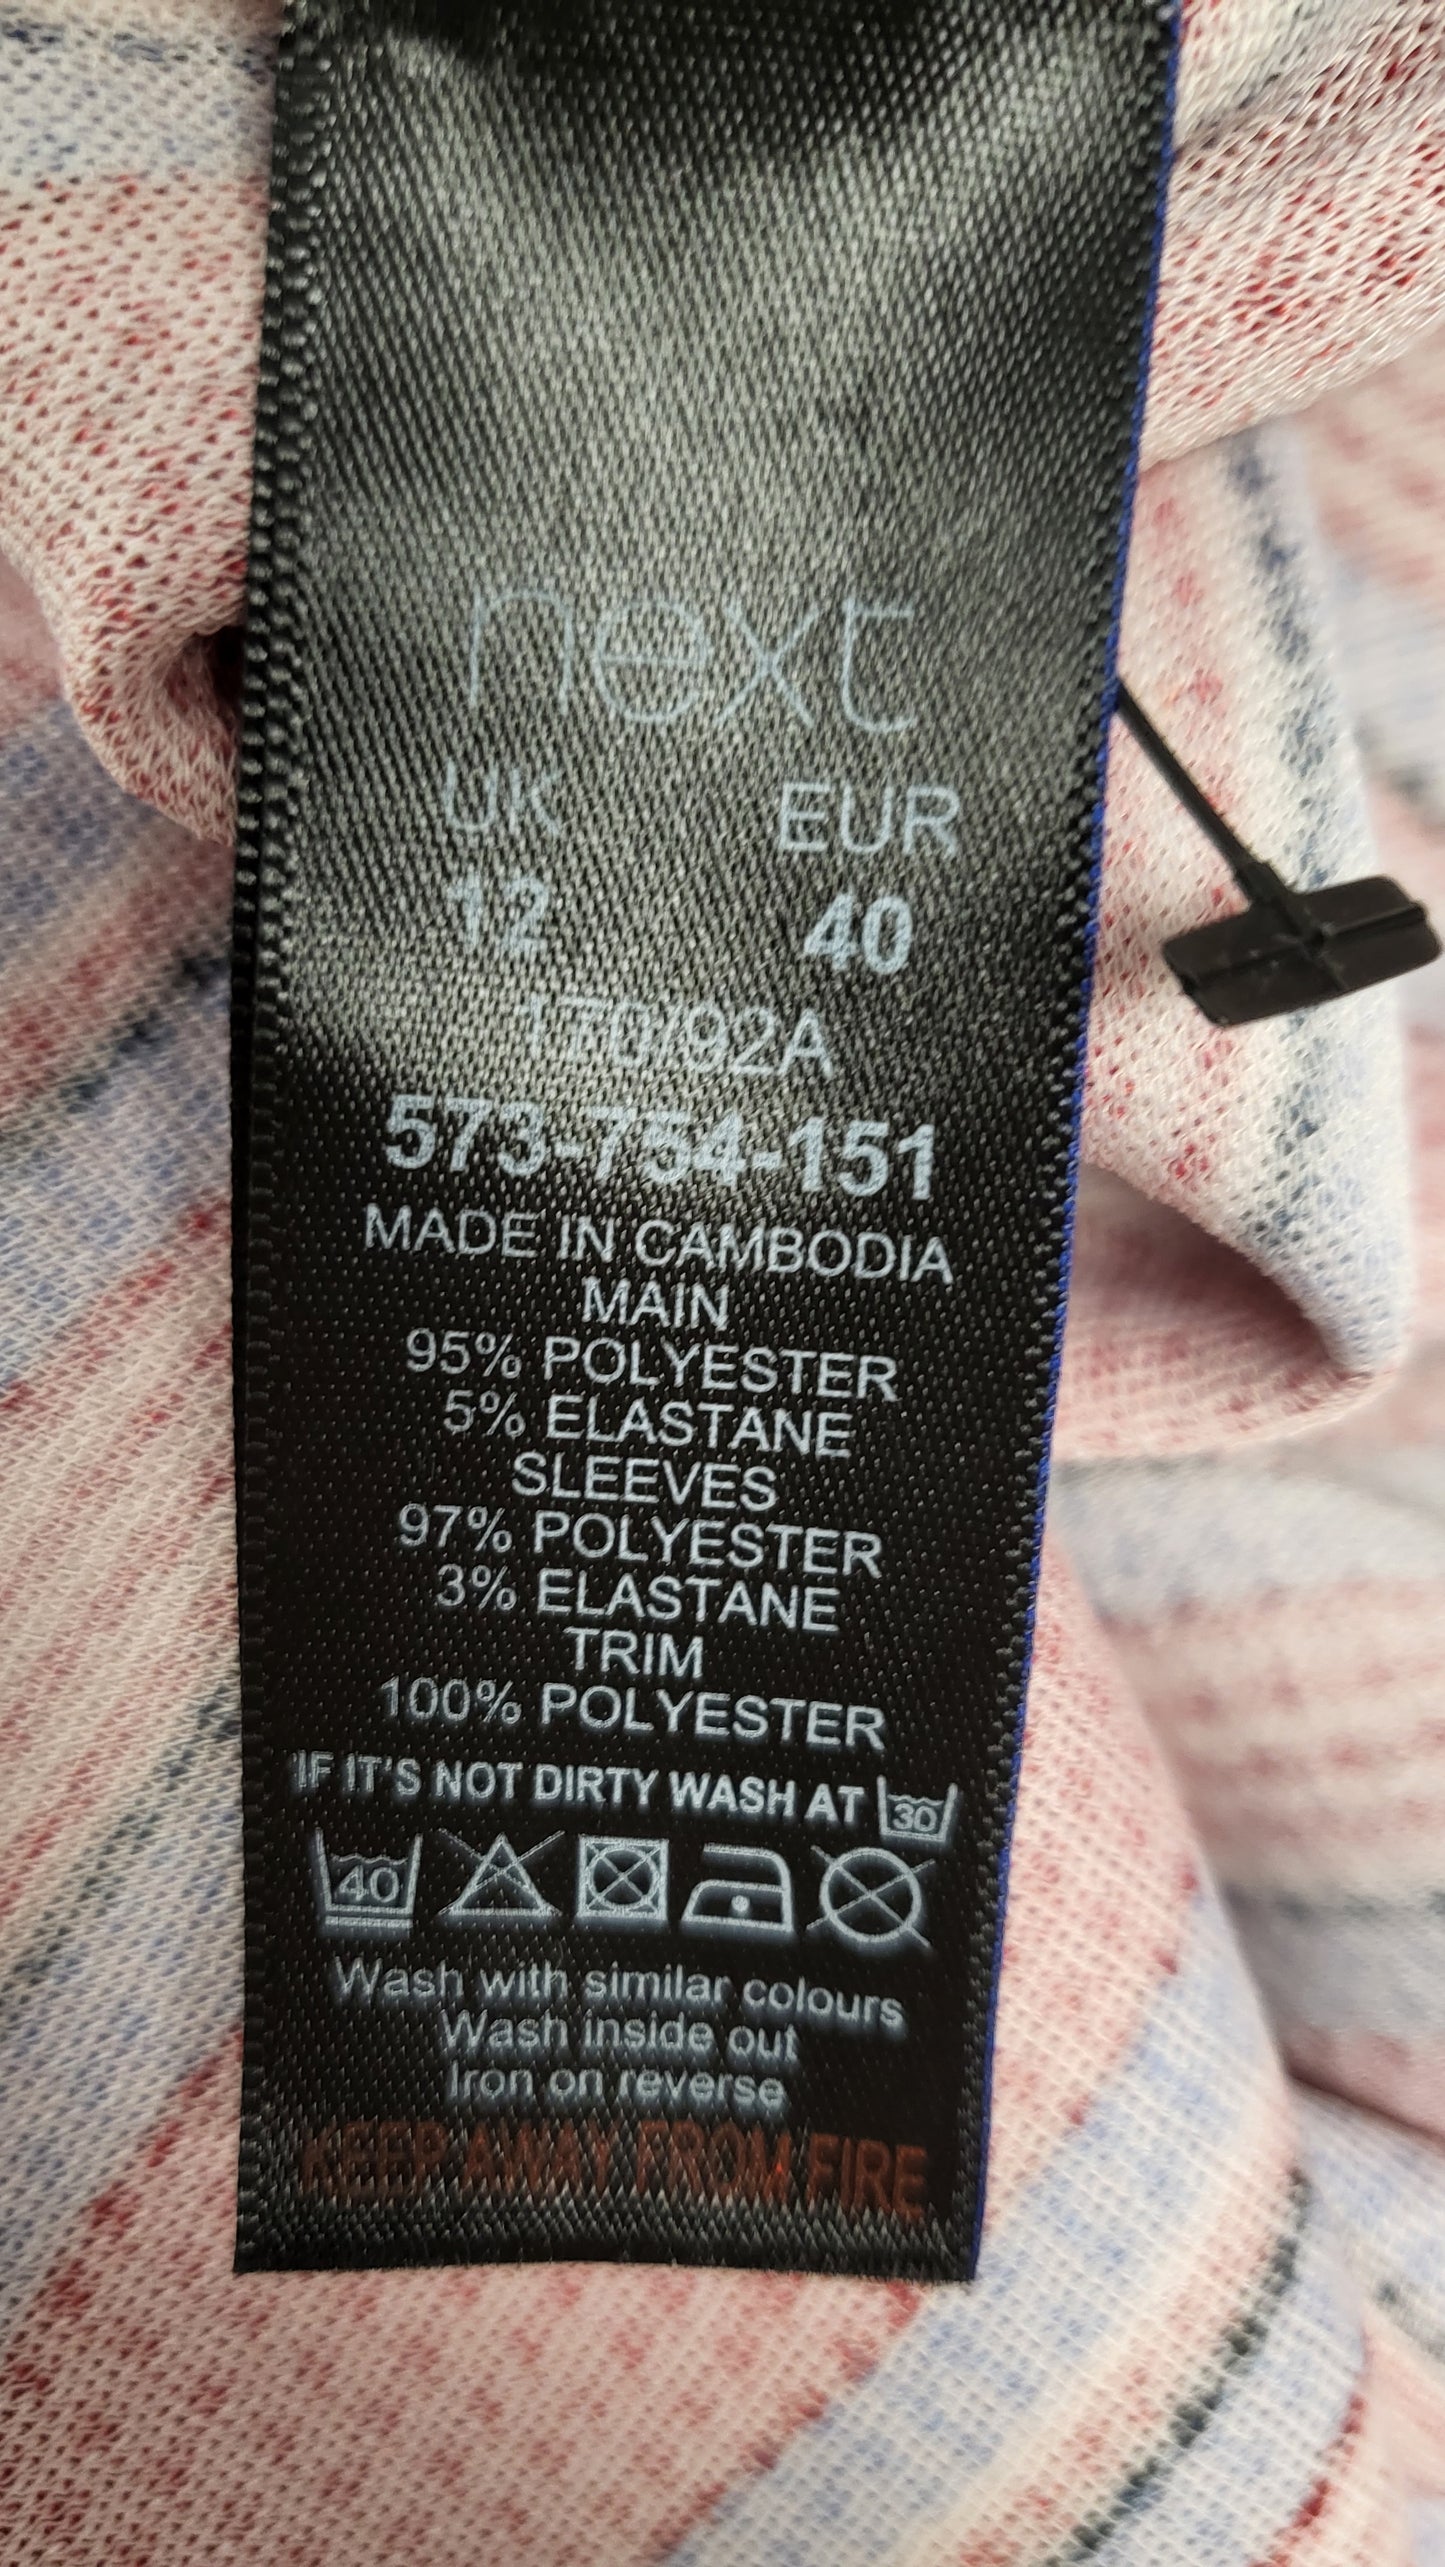 next
UK EUR
12 40
170/92A
573-754-151
MADE IN CAMBODIA
MAIN
95% POLYESTER
5% ELASTANE
SLEEVES
97% POLYESTER
3% ELASTANE
TRIM
100% POLYESTER
'IF IT'S NOT DIRTY WASH AT 30
40
Wash with similar colours
Wash inside out
Iron on reverse
KEEP AWAY FROM FIRE